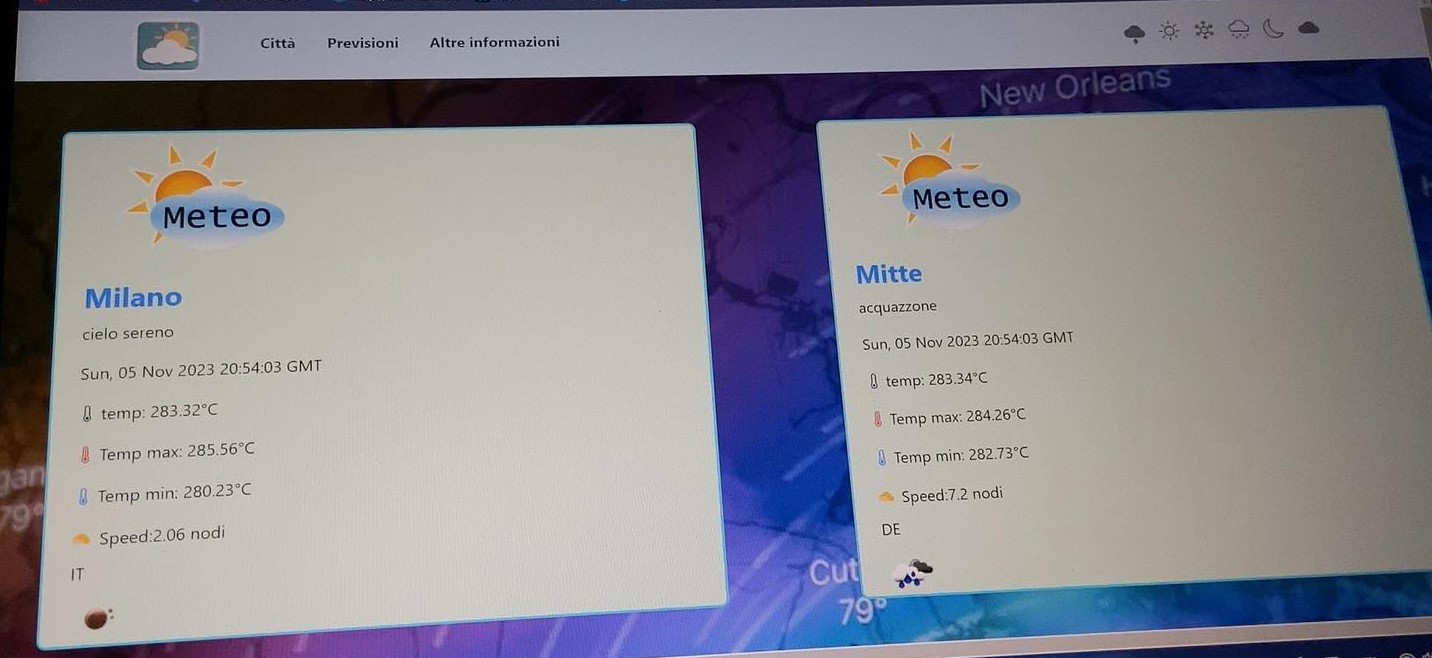 Città Previsioni Altre informazioni
New Orleans
Meteo
Milano
cielo sereno
Sun, 05 Nov 2023 20:54:03 GMT
temp: 283.32°C
Temp max: 285.56°C
Temp min: 280.23°C
Speed:2.06 nodi
IT
Meteo
Mitte
acquazzone
Sun, 05 Nov 2023 20:54:03 GMT
temp: 283.34°C
Temp max: 284.26°C
Temp min: 282.73°C
Speed:7.2 nodi
DE
gan
79°
Cut
79°